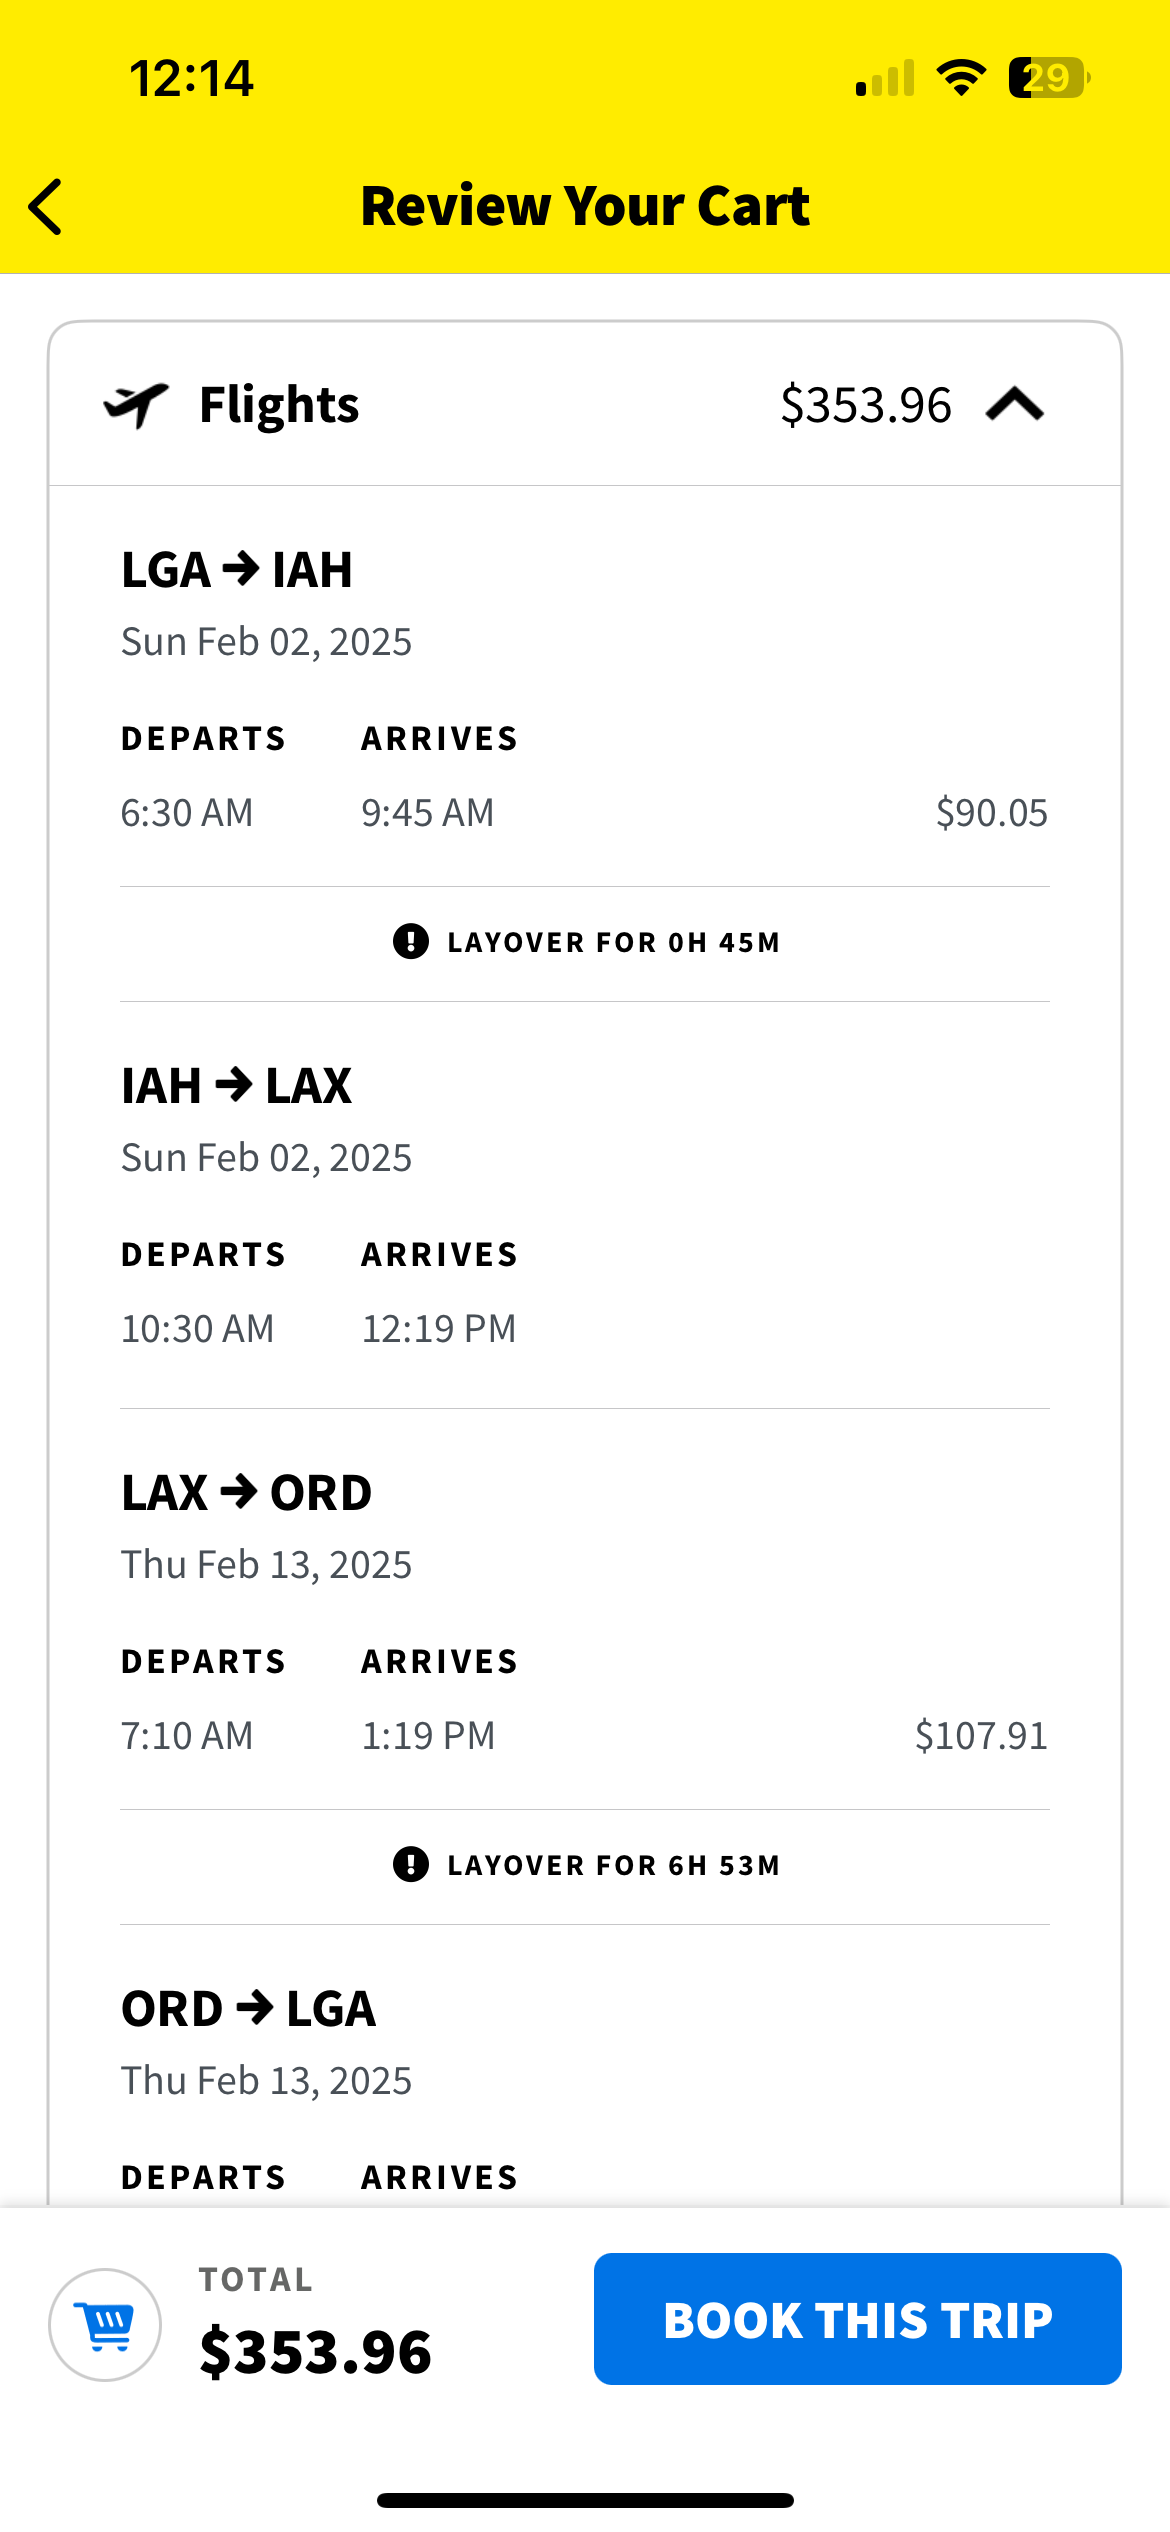 12:14
29
Review Your Cart
Flights $353.96
LGA → IAH
Sun Feb 02, 2025
DEPARTS ARRIVES
6:30 AM 9:45 AM $90.05
LAYOVER FOR 0H 45M
IAH → LAX
Sun Feb 02, 2025
DEPARTS ARRIVES
10:30 AM 12:19 PM
LAX → ORD
Thu Feb 13, 2025
DEPARTS ARRIVES
7:10 AM 1:19 PM $107.91
LAYOVER FOR 6H 53M
ORD → LGA
Thu Feb 13, 2025
DEPARTS ARRIVES
TOTAL
$353.96
BOOK THIS TRIP